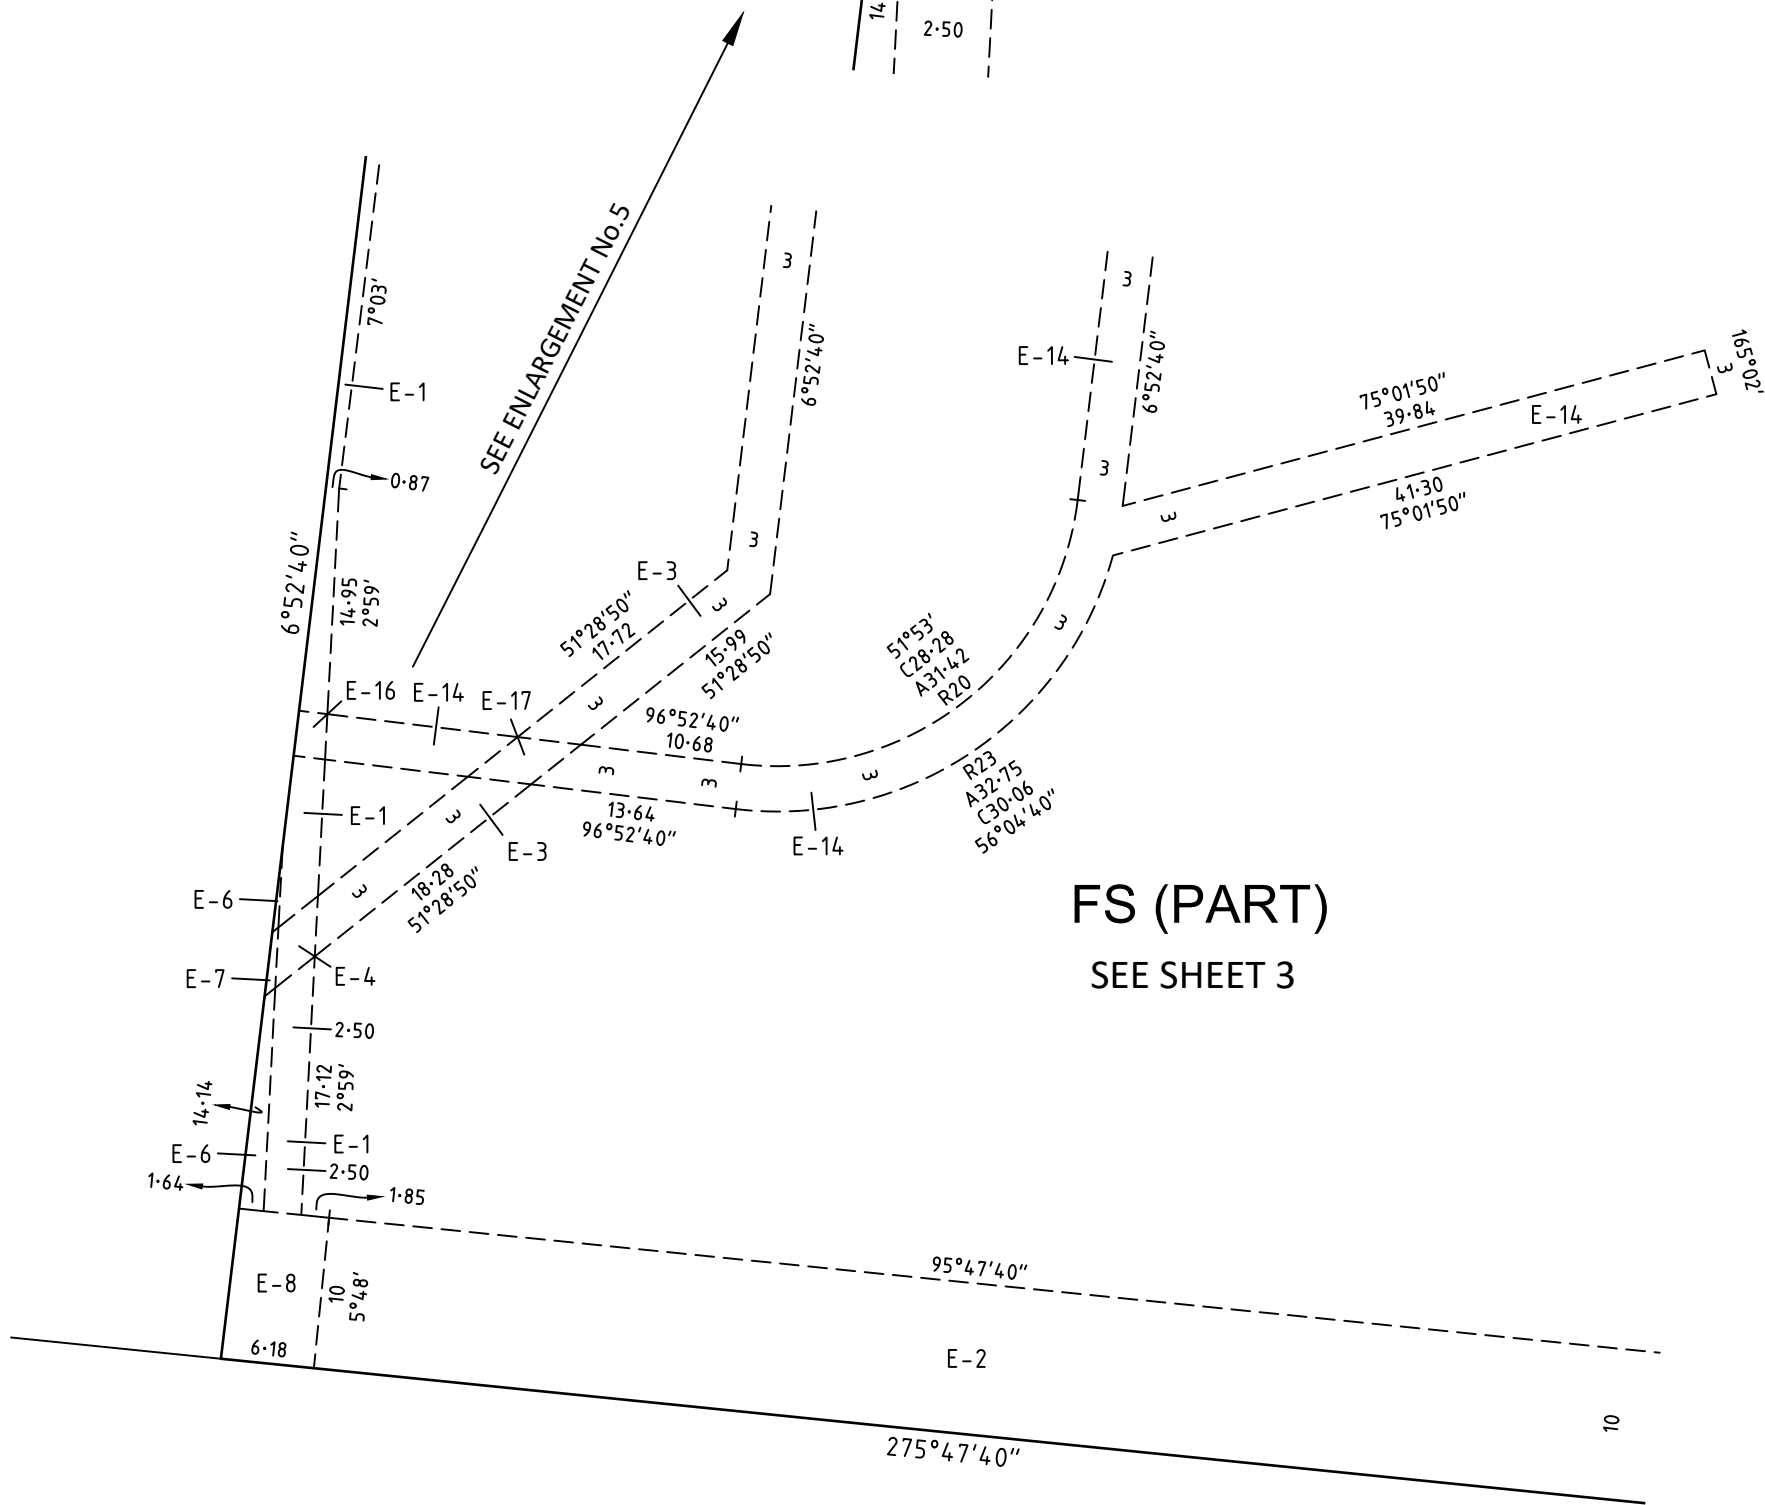 14
2·50
3
3
7°03'
SEE ENLARGEMENT No.5
6°52'40"
E-14
6°52'40"
165°02'
3
E-1
75°01'50"
39·84
E-14
3
0·87
41·30
75°01'50"
3
6°52'40"
3
E-3
14·95
2°59'
51°28'50"
17·72
3
15·99
51°28'50"
51°53'
C28·28
A31·42
R20
3
E-16
E-14
E-17
3
96°52'40"
10·68
3
3
3
R23
A32·75
C30·06
56°04'40"
E-1
3
13·64
96°52'40"
E-14
E-3
3
18·28
51°28'50"
E-6
FS (PART)
SEE SHEET 3
E-7
E-4
2·50
14·14
17·12
2°59'
E-6
E-1
2·50
1·64
1·85
E-8
10
5°48'
95°47'40"
6·18
E-2
10
275°47'40"